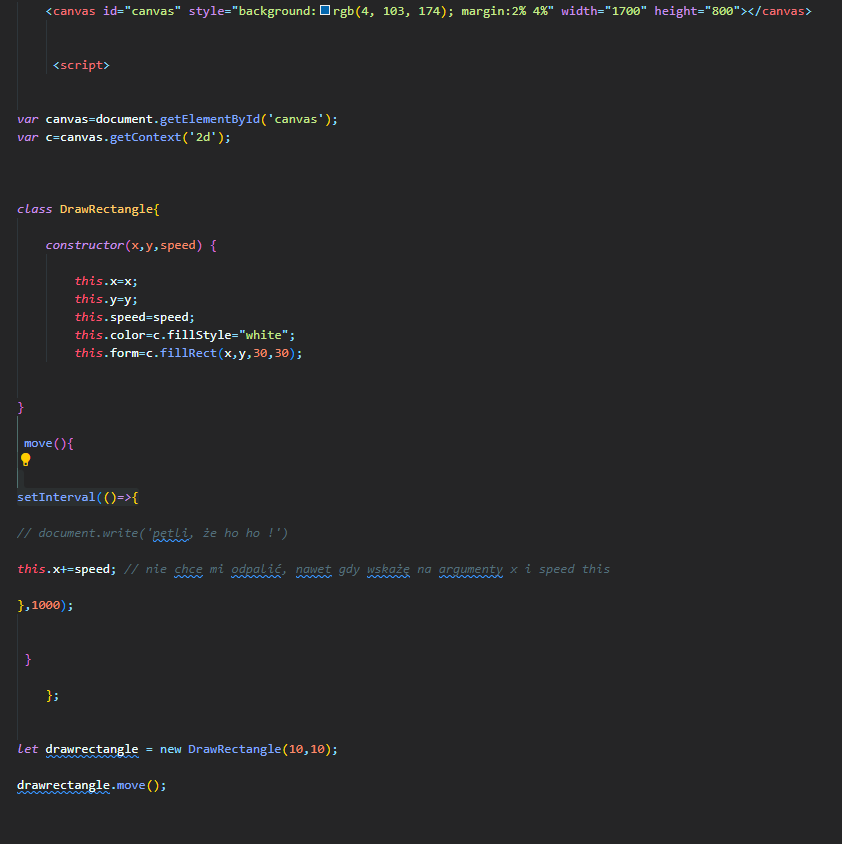 <canvas id="canvas" style="background:rgb(4, 103, 174); margin:2% 4%" width="1700" height="800"></canvas>
<script>
var canvas=document.getElementById('canvas');
var c=canvas.getContext('2d');
class DrawRectangle{
constructor(x,y,speed) {
this.x=x;
this.y=y;
this.speed=speed;
this.color=c.fillStyle="white";
this.form=c.fillRect(x,y,30,30);
}
move(){
setInterval(()=>{
// document.write('pętli, że ho ho !')
this.x+=speed; // nie chce mi odpalić, nawet gdy wskażę na argumenty x i speed this
},1000);
}
};
let drawrectangle = new DrawRectangle(10,10);
drawrectangle.move();